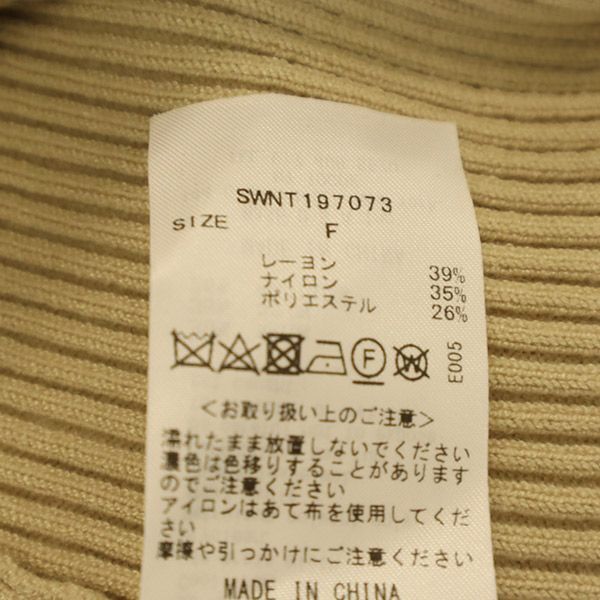 SWNT197073
SIZE F
レーヨン 39%
ナイロン 35%
ポリエステル 26%
F W
E005
<お取り扱い上のご注意>
濡れたまま放置しないでください
濃色は色移りすることがあります
のでご注意ください
アイロンはあて布を使用してくだ
さい
摩擦や引っかけにご注意ください
MADE IN CHINA